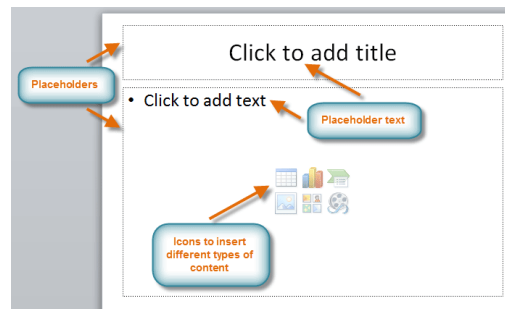 Click to add title
Placeholders
• Click to add text
Placeholder text
Icons to insert
different types of
content